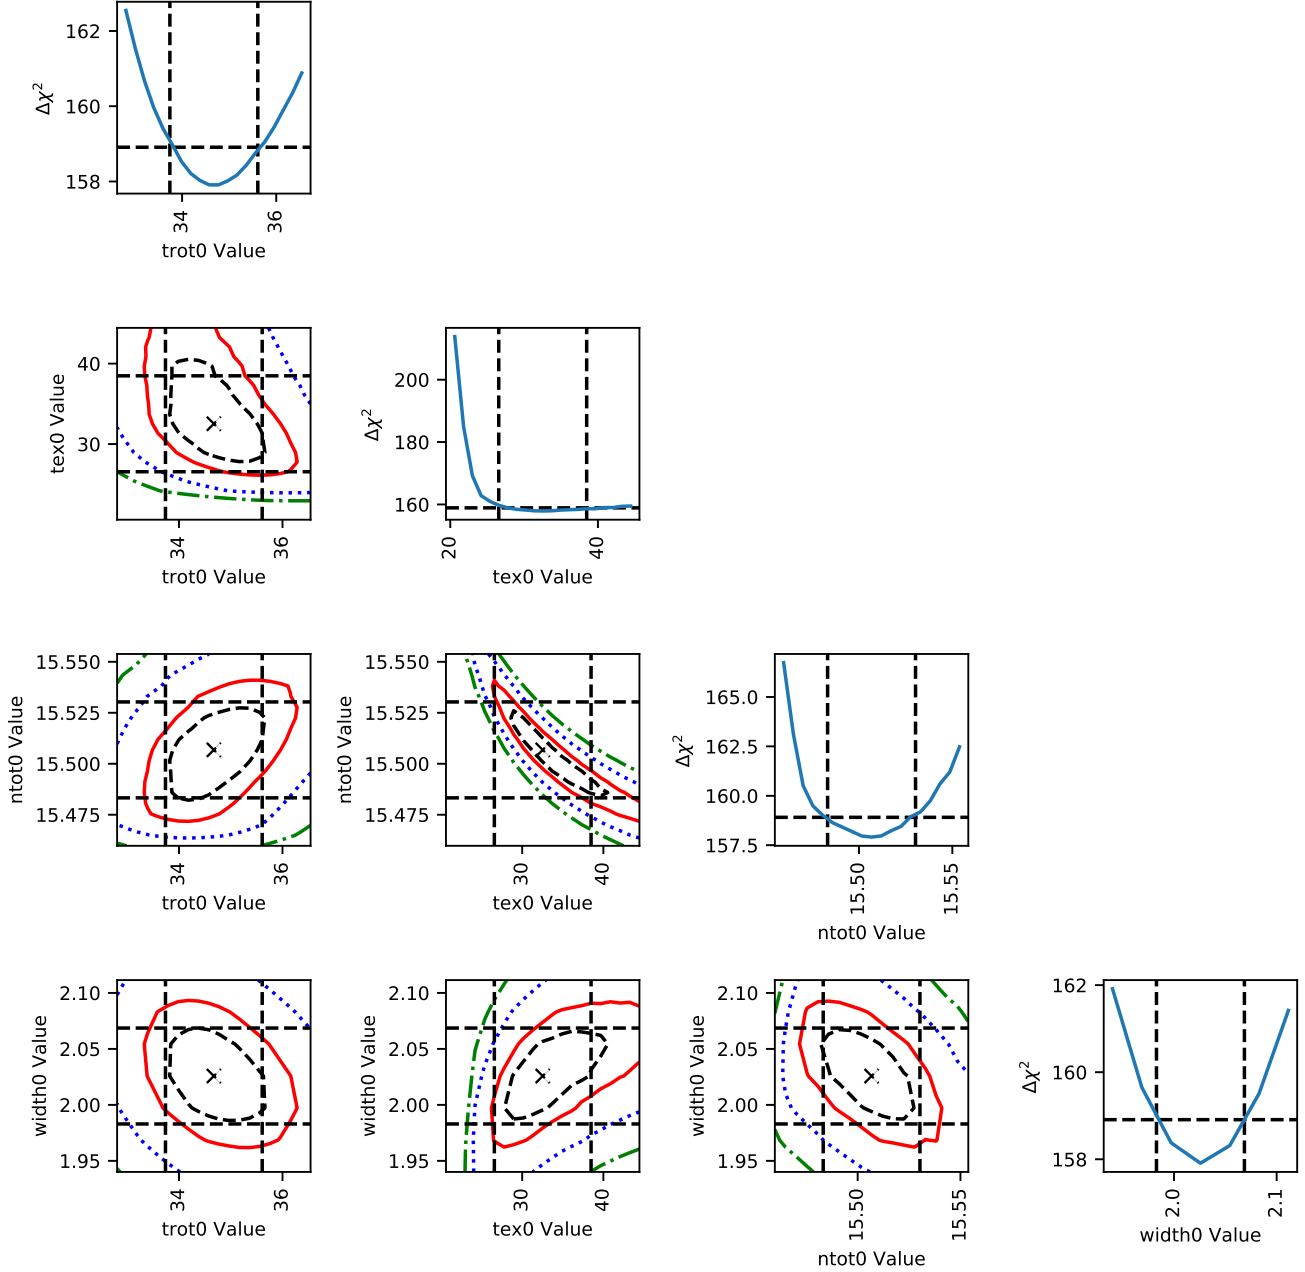 162
160
158
Δχ²
34
36
trot0 Value
40
30
tex0 Value
34
36
trot0 Value
200
180
160
Δχ²
20
40
tex0 Value
15.550
15.525
15.500
15.475
ntot0 Value
34
36
trot0 Value
15.550
15.525
15.500
15.475
ntot0 Value
30
40
tex0 Value
165.0
162.5
160.0
157.5
Δχ²
15.50
15.55
ntot0 Value
2.10
2.05
2.00
1.95
width0 Value
34
36
trot0 Value
2.10
2.05
2.00
1.95
width0 Value
30
40
tex0 Value
2.10
2.05
2.00
1.95
width0 Value
15.50
15.55
ntot0 Value
162
160
158
Δχ²
2.0
2.1
width0 Value